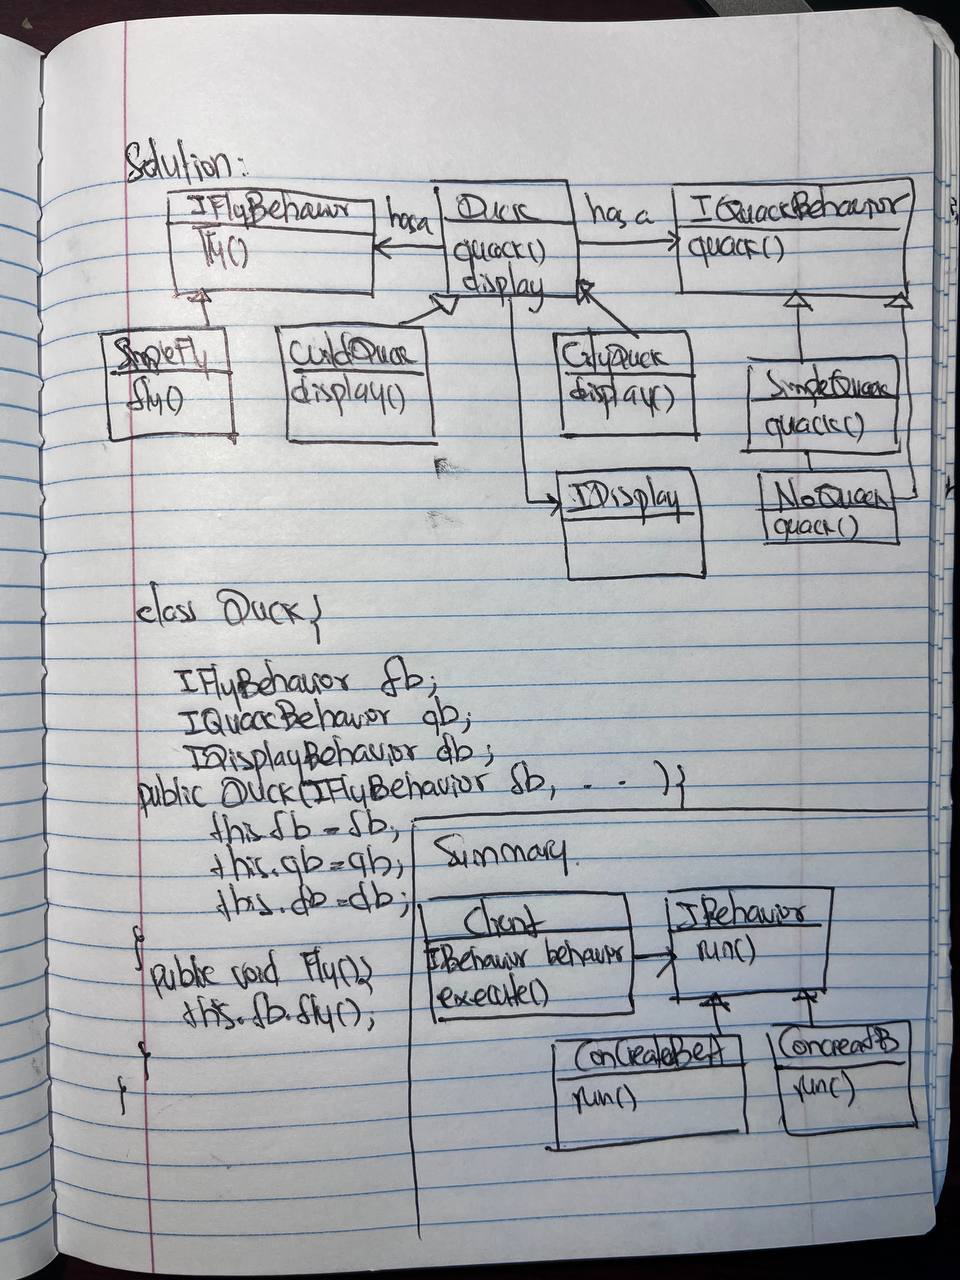 Solution:
IFlyBehavior
Fly()
has a
Duck
quack()
display
has a
IQuackBehavior
quack()
SimpleFly
fly()
WildDuck
display()
CityDuck
display()
SimpleQuack
quack()
IDisplay
NoQuack
quack()
class Duck{
IFlyBehavior fb;
IQuackBehavior qb;
IDisplayBehavior db;
public Duck(IFlyBehavior fb, - - ){
this.fb = fb;
this.qb = qb;
this.db = db;
}
public void Fly(){
this.fb.fly();
}
}
Summary.
Client
IBehavior behavior
execute()
IBehavior
run()
ConCreateBehA
run()
ConcreatB
run()